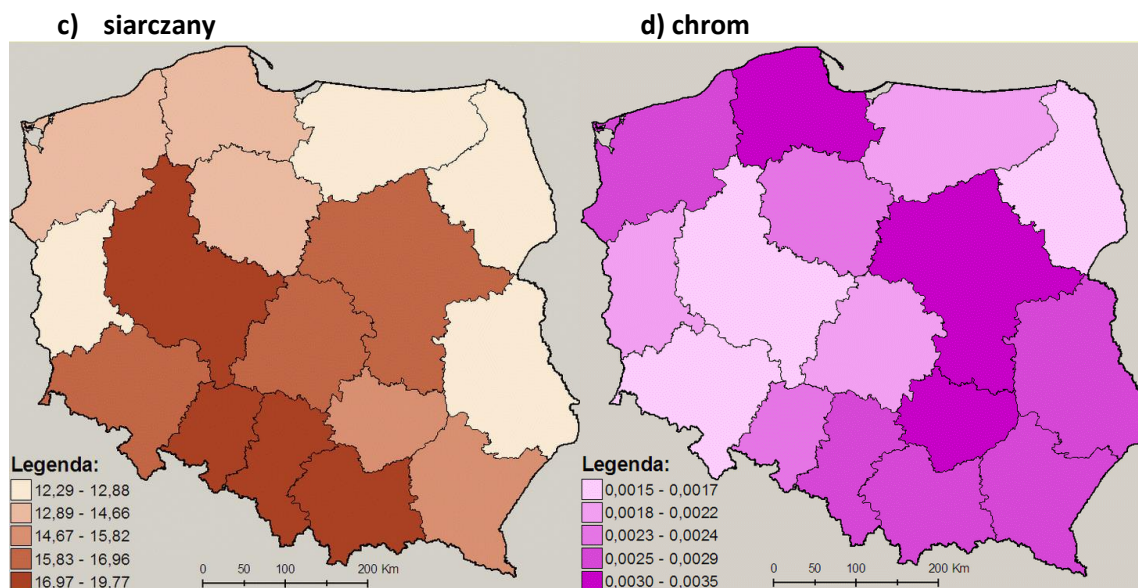 c) siarczany
d) chrom
Legenda:
12,29 - 12,88
12,89 - 14,66
14,67 - 15,82
15,83 - 16,96
16,97 - 19,77
0 50 100 200 Km
Legenda:
0,0015 - 0,0017
0,0018 - 0,0022
0,0023 - 0,0024
0,0025 - 0,0029
0,0030 - 0,0035
0 50 100 200 Km